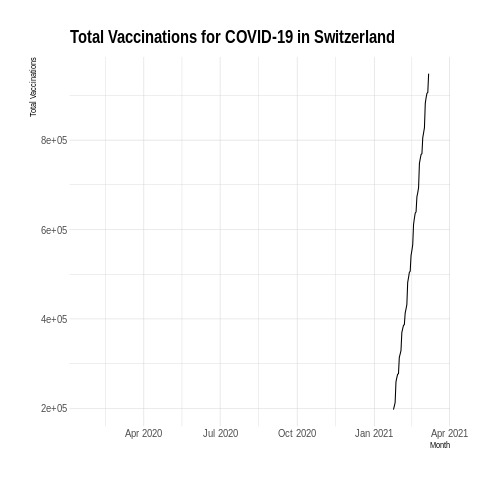 Total Vaccinations for COVID-19 in Switzerland
Total Vaccinations
8e+05
6e+05
4e+05
2e+05
Apr 2020 Jul 2020 Oct 2020 Jan 2021 Apr 2021
Month